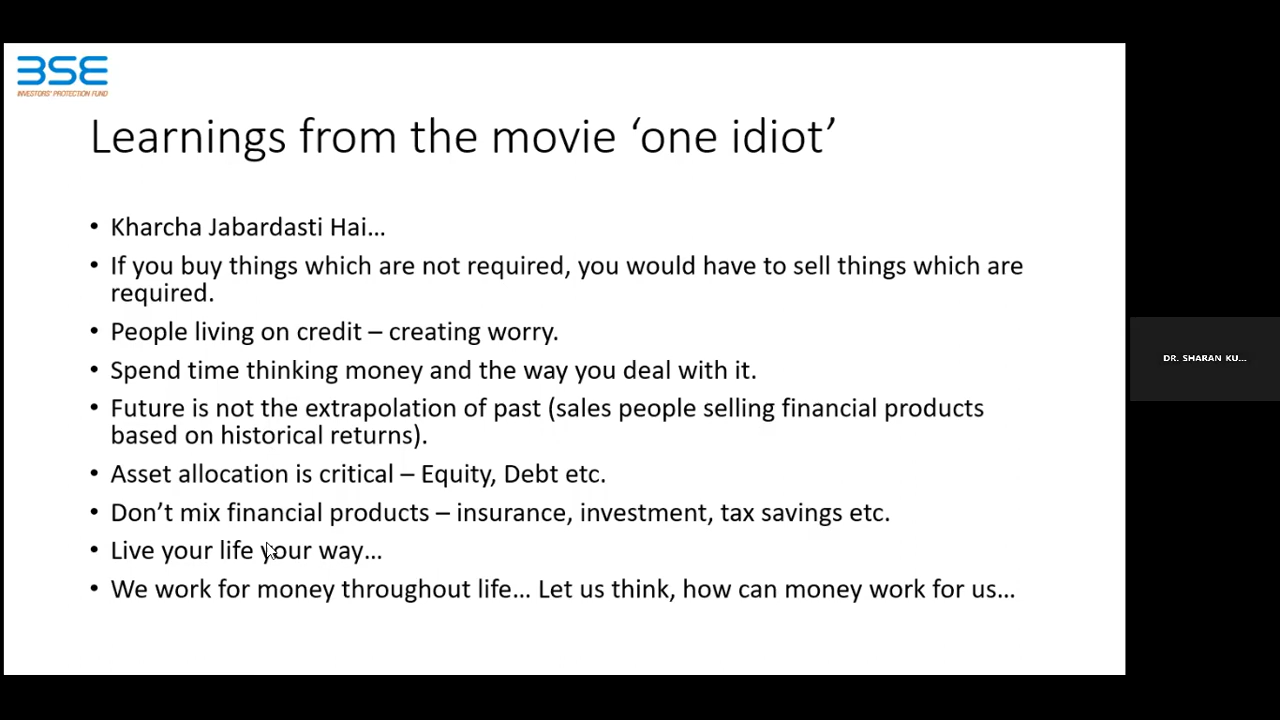 BSE
INVESTORS' PROTECTION FUND
Learnings from the movie ‘one idiot’
• Kharcha Jabardasti Hai…
• If you buy things which are not required, you would have to sell things which are
required.
• People living on credit – creating worry.
• Spend time thinking money and the way you deal with it.
• Future is not the extrapolation of past (sales people selling financial products
based on historical returns).
• Asset allocation is critical – Equity, Debt etc.
• Don’t mix financial products – insurance, investment, tax savings etc.
• Live your life your way…
• We work for money throughout life… Let us think, how can money work for us…
DR. SHARAN KU...